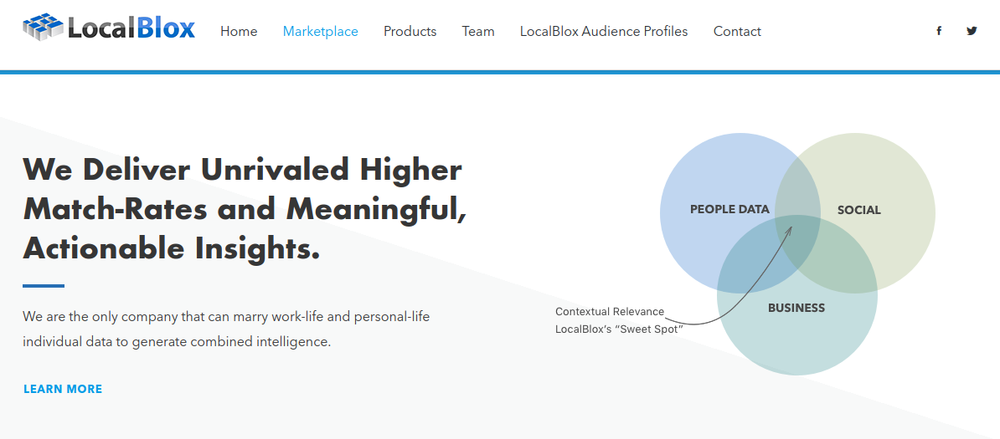 LocalBlox Home Marketplace Products Team LocalBlox Audience Profiles Contact
We Deliver Unrivaled Higher
Match-Rates and Meaningful,
Actionable Insights.
We are the only company that can marry work-life and personal-life
individual data to generate combined intelligence.
LEARN MORE
PEOPLE DATA
SOCIAL
BUSINESS
Contextual Relevance
LocalBlox’s “Sweet Spot”